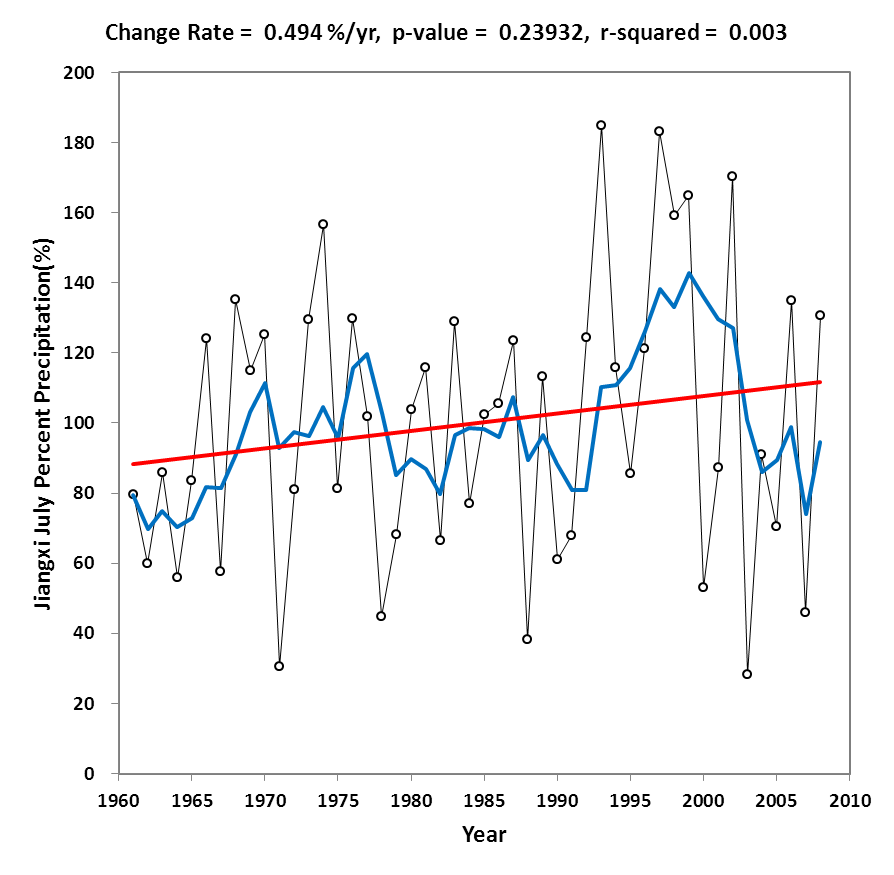 Change Rate = 0.494 %/yr, p-value = 0.23932, r-squared = 0.003
200
180
160
140
120
100
80
60
40
20
0
Jiangxi July Percent Precipitation(%)
1960 1965 1970 1975 1980 1985 1990 1995 2000 2005 2010
Year